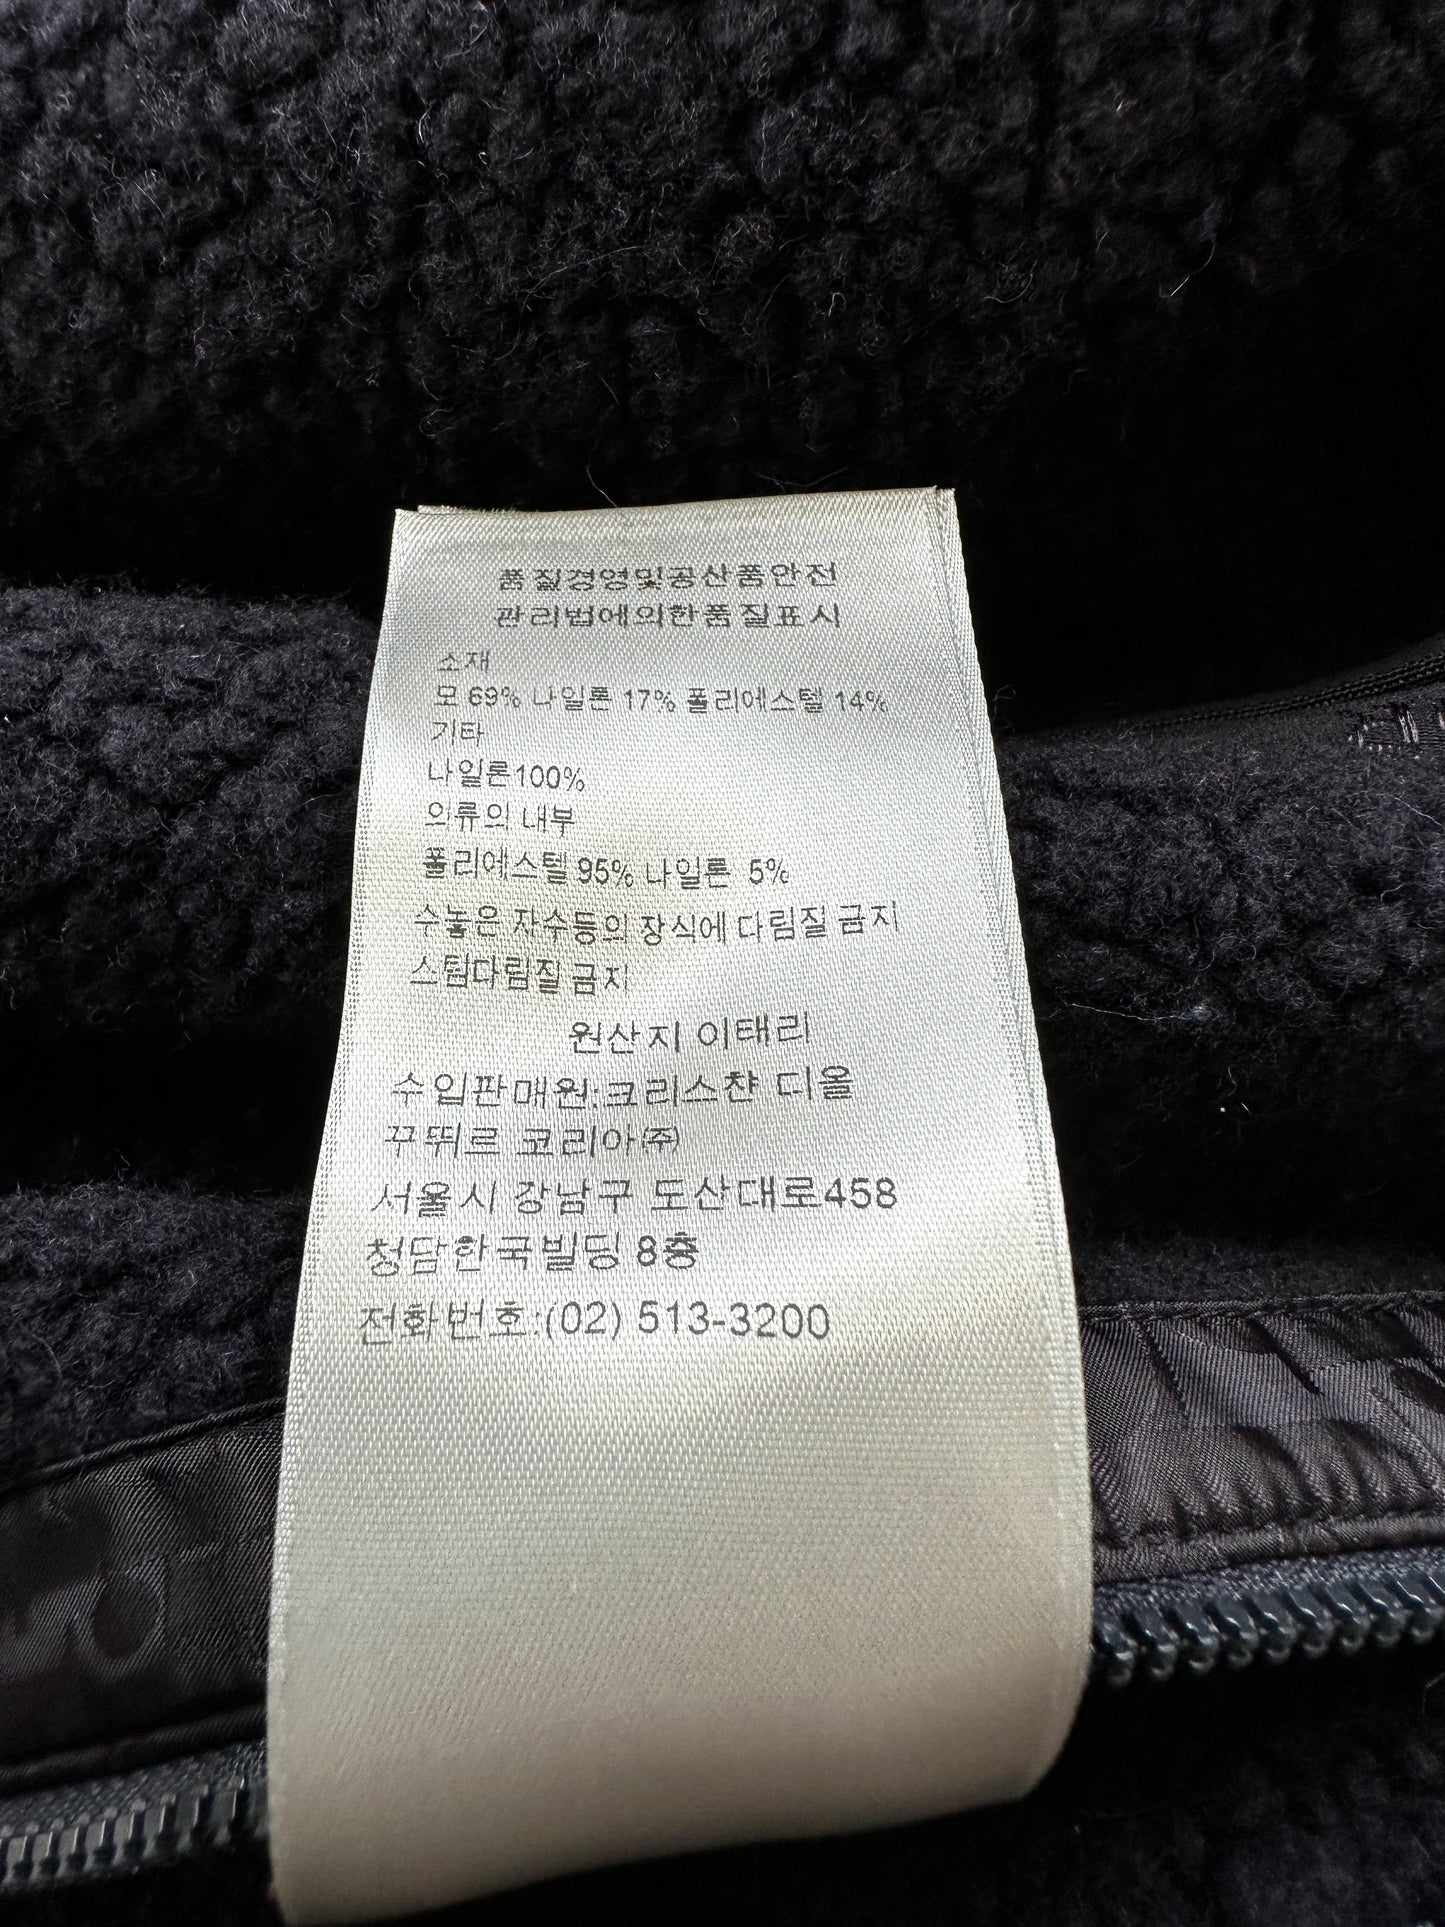 품질경영및공산품안전
관리법에의한품질표시
소재
모 69% 나일론 17% 폴리에스텔 14%
기타
나일론100%
의류의 내부
폴리에스텔 95% 나일론 5%
수놓은 자수등의 장식에 다림질 금지
스팀다림질 금지
원산지 이태리
수입판매원:크리스챤 디올
꾸뛰르 코리아㈜
서울시 강남구 도산대로458
청담한국빌딩 8층
전화번호:(02) 513-3200